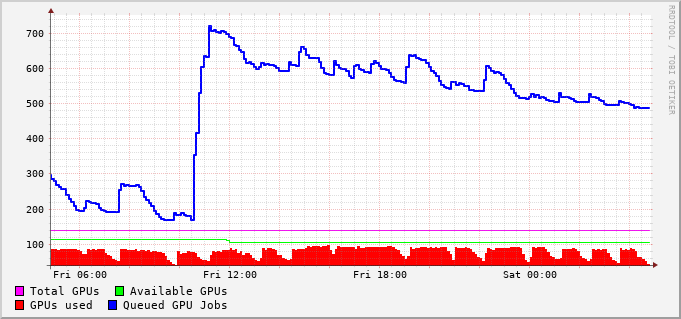 700
600
500
400
300
200
100
Fri 06:00 Fri 12:00 Fri 18:00 Sat 00:00
Total GPUs Available GPUs
GPUs used Queued GPU Jobs
RRDTOOL / TOBI OETIKER